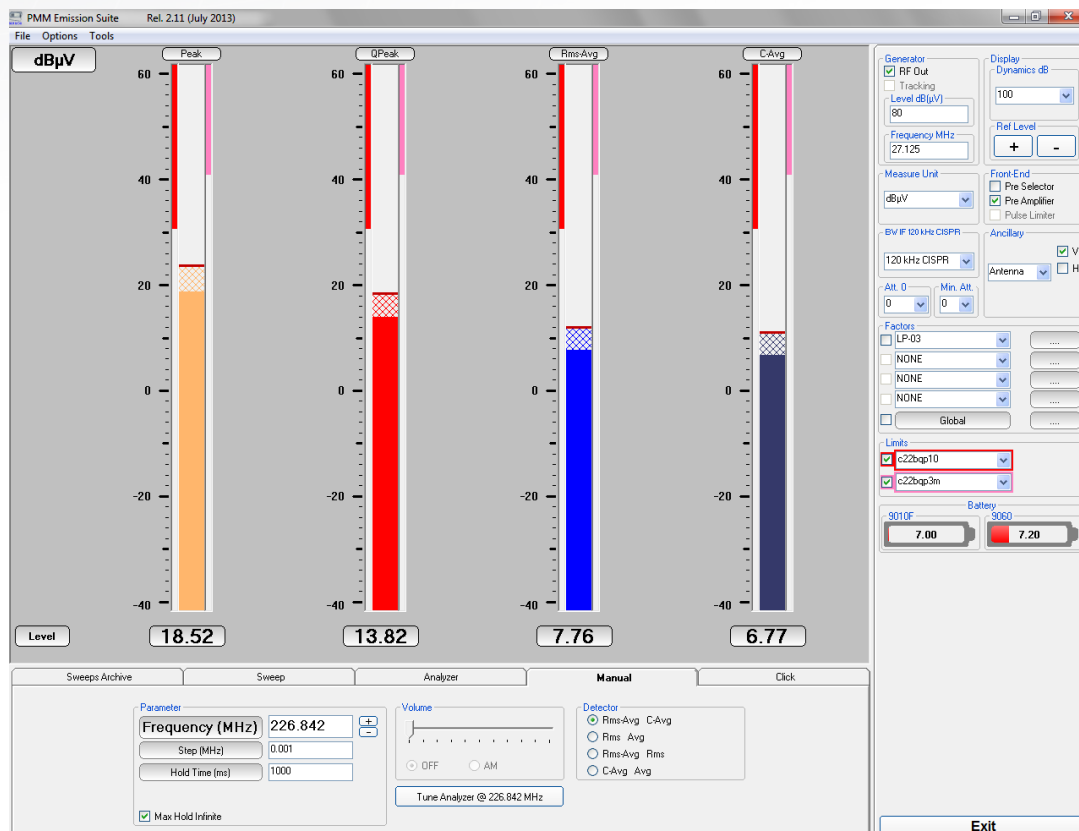 PMM Emission Suite Rel. 2.11 (July 2013)
File Options Tools
dBµV
Peak
QPeak
Rms-Avg
C-Avg
60
40
20
0
-20
-40
60
40
20
0
-20
-40
60
40
20
0
-20
-40
60
40
20
0
-20
-40
Level
18.52
13.82
7.76
6.77
Generator
RF Out
Tracking
Level dB(µV)
80
Frequency MHz
27.125
Display
Dynamics dB
100
Ref Level
+ -
Measure Unit
dBµV
Front-End
Pre Selector
Pre Amplifier
Pulse Limiter
BW IF 120 kHz CISPR
120 kHz CISPR
Ancillary
V
Antenna
H
Att. 0
0
Min. Att.
0
Factors
LP-03 ....
NONE ....
NONE ....
NONE ....
Global ....
Limits
c22bqp10
c22bqp3m
Battery
9010F
7.00
9060
7.20
Sweeps Archive Sweep Analyzer Manual Click
Parameter
Frequency (MHz) 226.842 + -
Step (MHz) 0.001
Hold Time (ms) 1000
Max Hold Infinite
Volume
OFF AM
Tune Analyzer @ 226.842 MHz
Detector
Rms-Avg C-Avg
Rms Avg
Rms-Avg Rms
C-Avg Avg
Exit